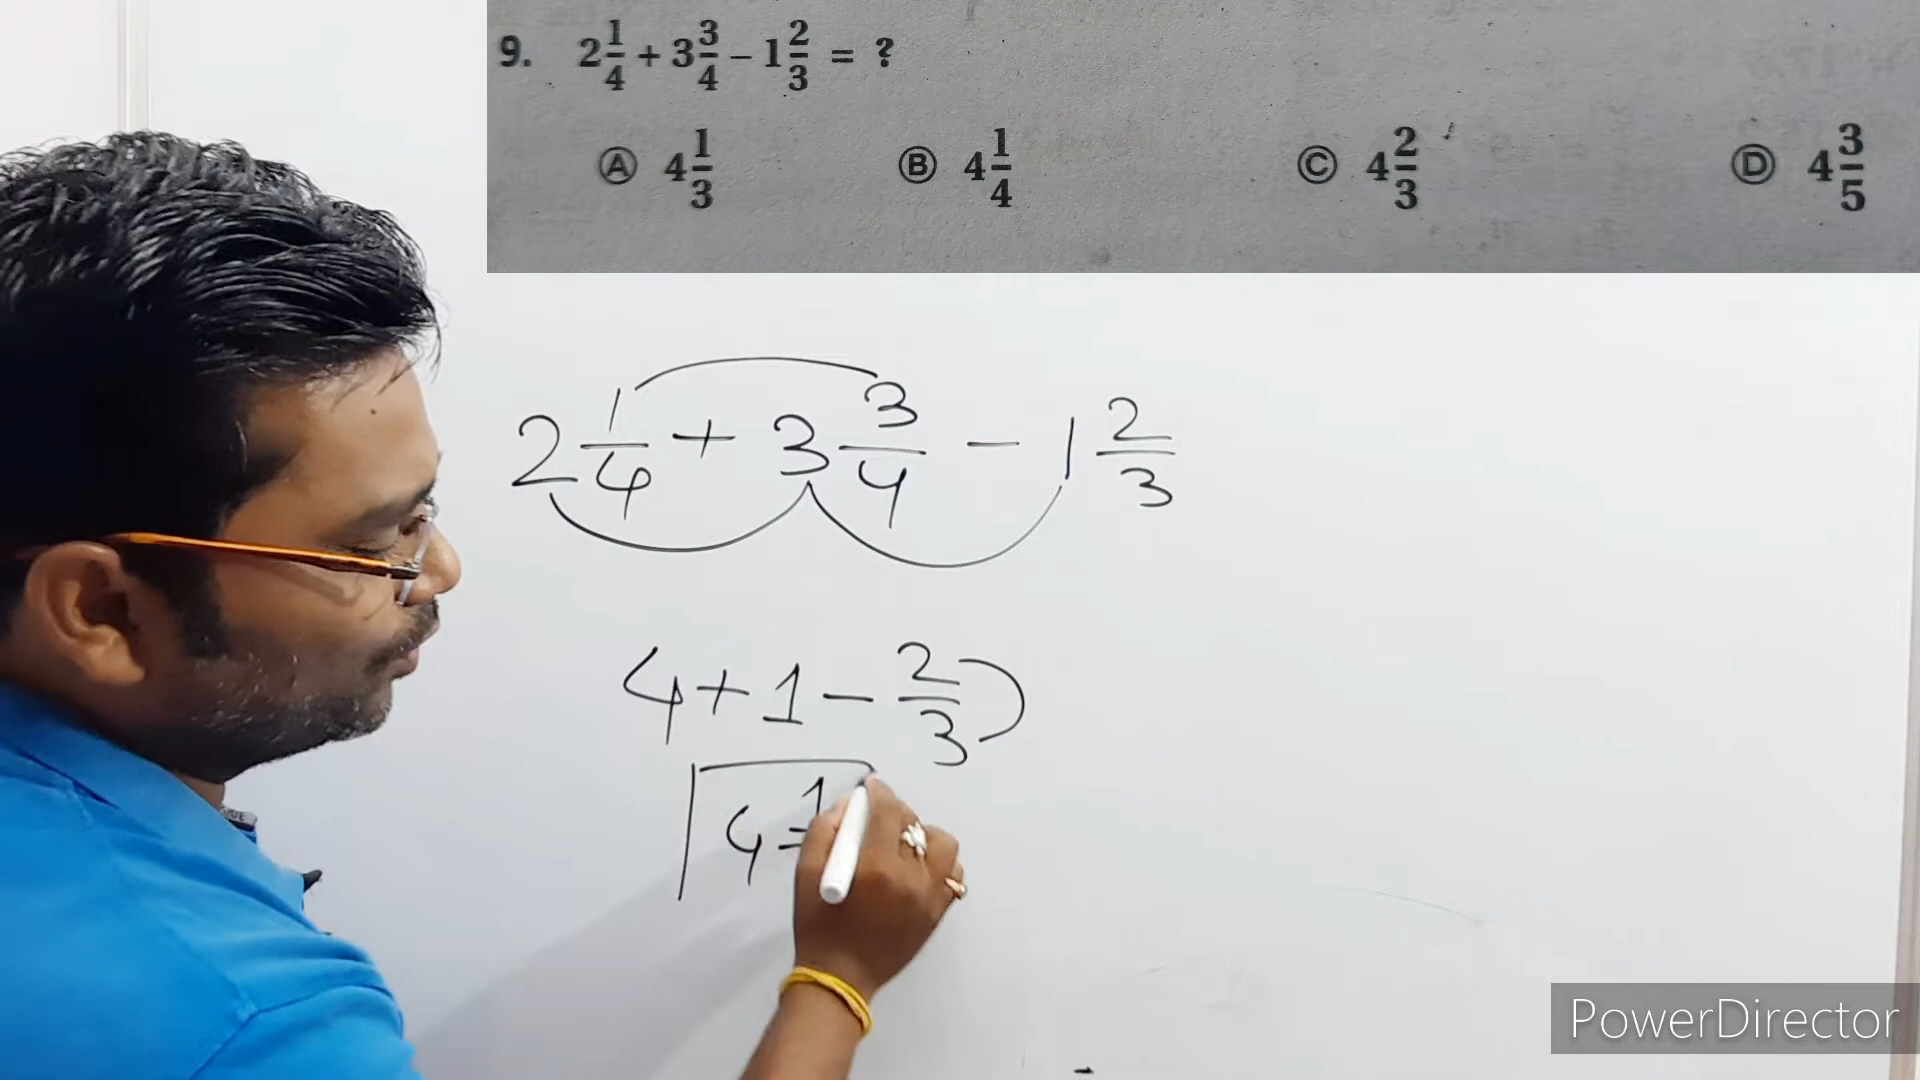 9. 2 1/4 + 3 3/4 – 1 2/3 = ?
Ⓐ 4 1/3 Ⓑ 4 1/4 Ⓒ 4 2/3 Ⓓ 4 3/5
2 1/4 + 3 3/4 − 1 2/3
4 + 1 − 2/3
4 1
PowerDirector